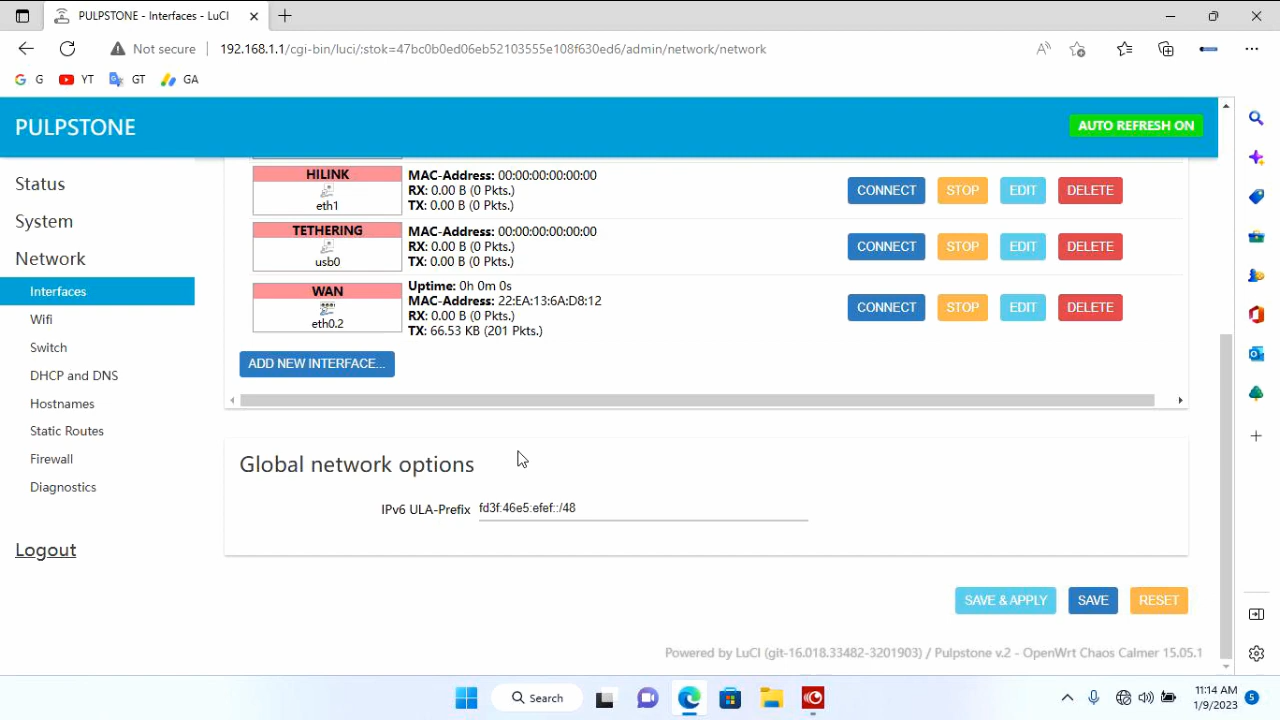 PULPSTONE - Interfaces - LuCI
Not secure
192.168.1.1/cgi-bin/luci/;stok=47bc0b0ed06eb52103555e108f630ed6/admin/network/network
G
YT
GT
GA
PULPSTONE
AUTO REFRESH ON
Status
System
Network
Interfaces
Wifi
Switch
DHCP and DNS
Hostnames
Static Routes
Firewall
Diagnostics
Logout
HILINK
eth1
MAC-Address: 00:00:00:00:00:00
RX: 0.00 B (0 Pkts.)
TX: 0.00 B (0 Pkts.)
CONNECT STOP EDIT DELETE
TETHERING
usb0
MAC-Address: 00:00:00:00:00:00
RX: 0.00 B (0 Pkts.)
TX: 0.00 B (0 Pkts.)
CONNECT STOP EDIT DELETE
WAN
eth0.2
Uptime: 0h 0m 0s
MAC-Address: 22:EA:13:6A:D8:12
RX: 0.00 B (0 Pkts.)
TX: 66.53 KB (201 Pkts.)
CONNECT STOP EDIT DELETE
ADD NEW INTERFACE...
Global network options
IPv6 ULA-Prefix fd3f:46e5:efef::/48
SAVE & APPLY SAVE RESET
Powered by LuCI (git-16.018.33482-3201903) / Pulpstone v.2 - OpenWrt Chaos Calmer 15.05.1
Search
11:14 AM
1/9/2023
5